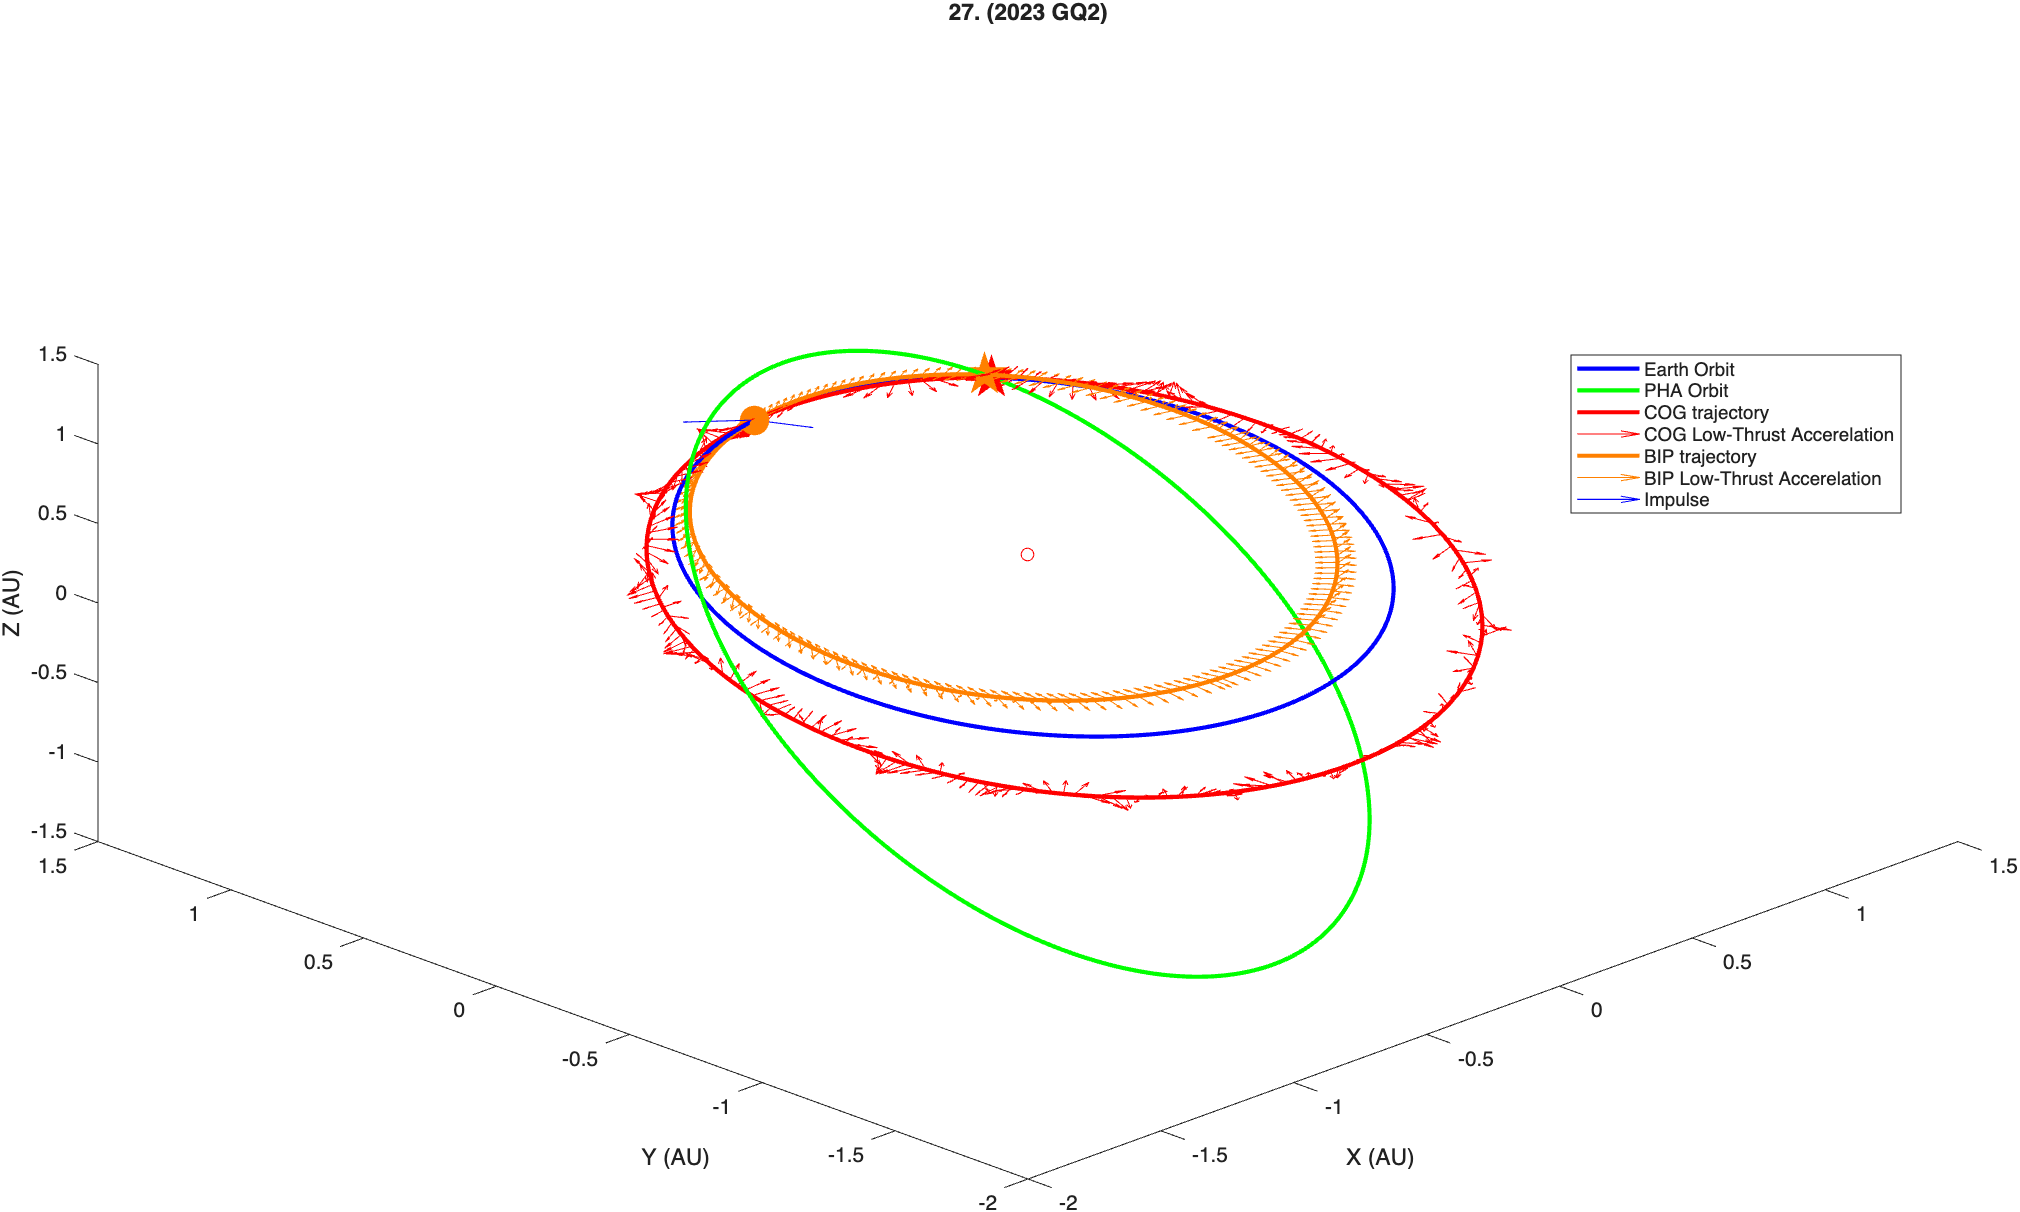 27. (2023 GQ2)
Earth Orbit
PHA Orbit
COG trajectory
COG Low-Thrust Accerelation
BIP trajectory
BIP Low-Thrust Accerelation
Impulse
Z (AU)
1.5
1
0.5
0
-0.5
-1
-1.5
1.5
1
0.5
0
-0.5
-1
-1.5
-2
Y (AU)
-2
-1.5
-1
-0.5
0
0.5
1
1.5
X (AU)